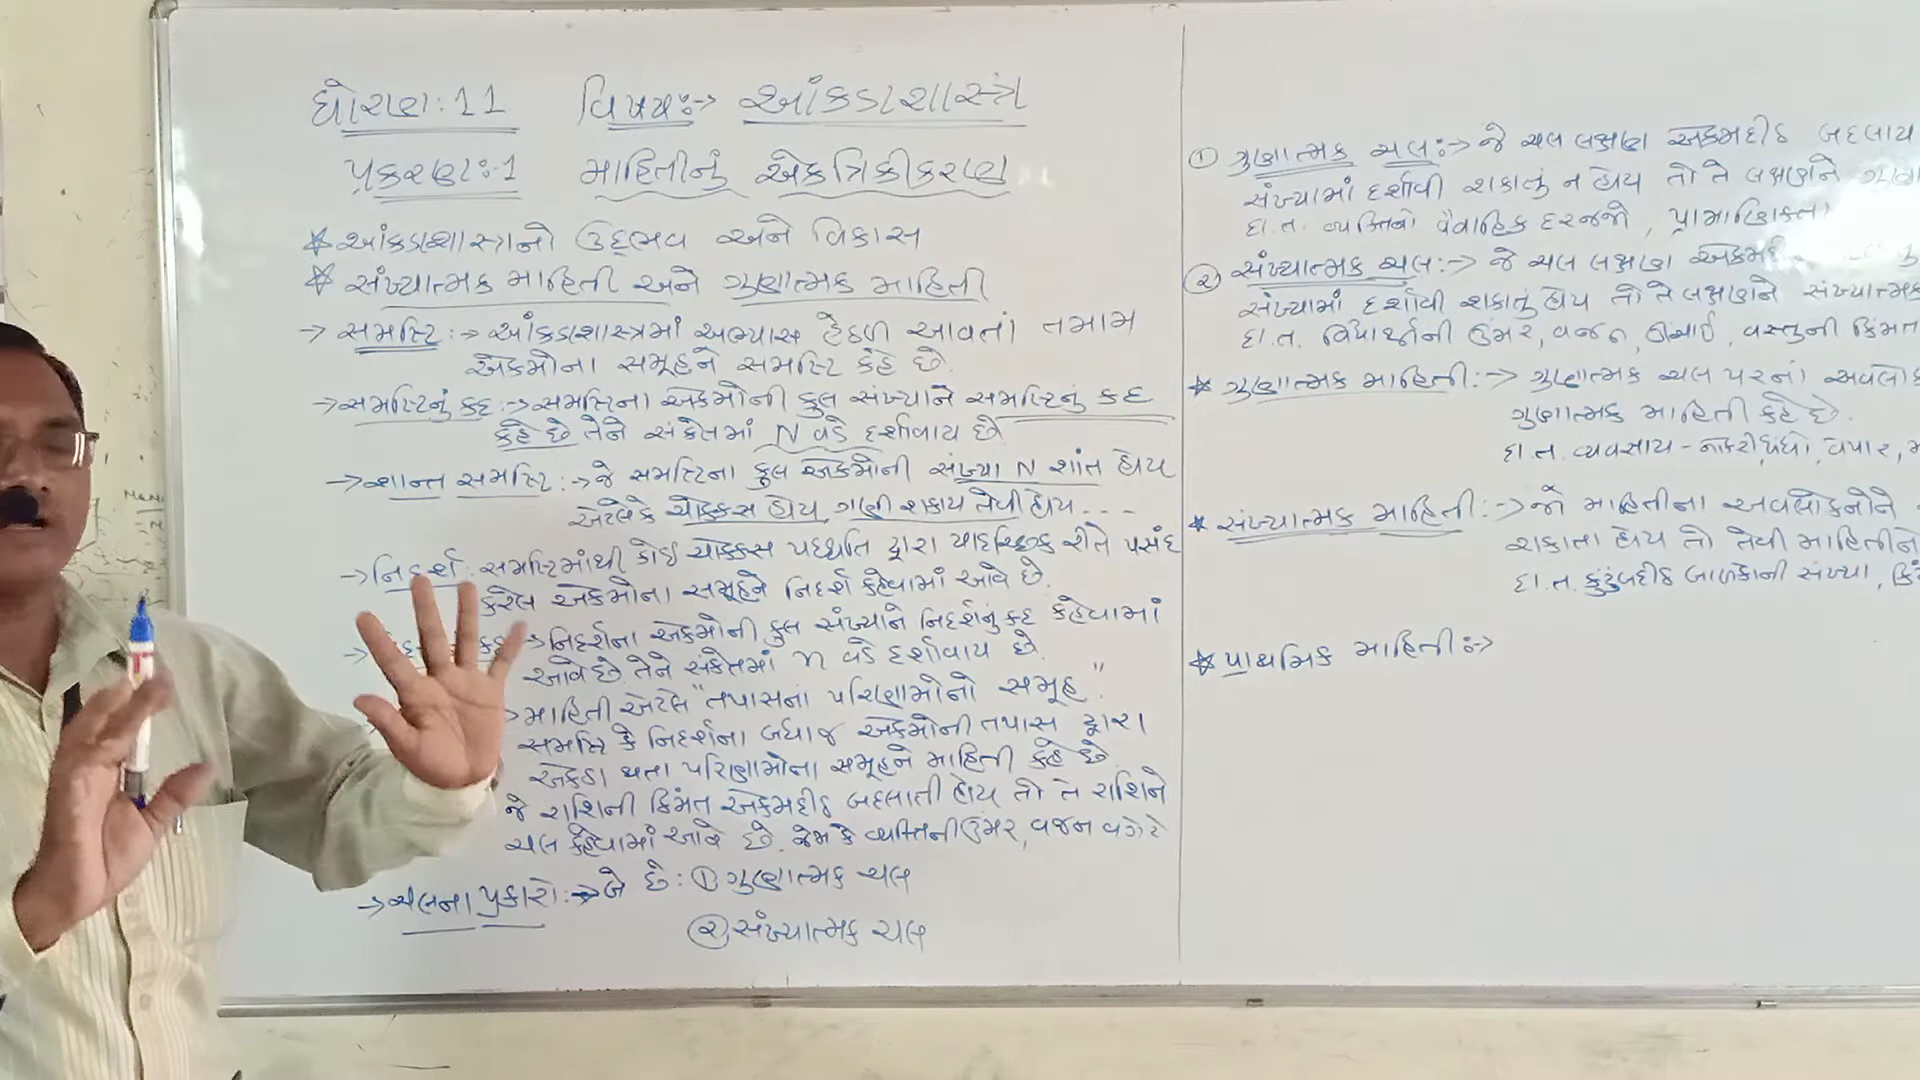 ધોરણ:11 વિષય:→ આંકડાશાસ્ત્ર
પ્રકરણ:-1 માહિતીનું એકત્રિકીકરણ
* આંકડાશાસ્ત્રનો ઉદ્દભવ અને વિકાસ
* સંખ્યાત્મક માહિતી અને ગુણાત્મક માહિતી
→ સમષ્ટિ:→ આંકડાશાસ્ત્રમાં અભ્યાસ હેઠળ આવતાં તમામ
એકમોના સમૂહને સમષ્ટિ કહે છે.
→ સમષ્ટિનું કદ:→ સમષ્ટિના એકમોની કુલ સંખ્યાને સમષ્ટિનું કદ
કહે છે તેને સંકેતમાં N વડે દર્શાવાય છે
→ શાન્ત સમષ્ટિ:→ જે સમષ્ટિના કુલ એકમોની સંખ્યા N શાંત હોય
એટલે કે ચોક્કસ હોય, ગણી શકાય તેવી હોય ---
→ નિદર્શ: સમષ્ટિમાંથી કોઈ ચોક્કસ પદ્ધતિ દ્વારા યાદચ્છિક રીતે પસંદ
કરેલ એકમોના સમૂહને નિદર્શ કહેવામાં આવે છે.
→ કદ → નિદર્શના એકમોની કુલ સંખ્યાને નિદર્શનું કદ કહેવામાં
આવે છે. તેને સંકેતમાં n વડે દર્શાવાય છે.
→ માહિતી એટલે "તપાસનાં પરિણામોનો સમૂહ".
સમષ્ટિ કે નિદર્શના બધાજ એકમોની તપાસ દ્વારા
એકઠા થતા પરિણામોના સમૂહને માહિતી કહે છે.
જે રાશિની કિંમત એકમદીઠ બદલાતી હોય તો તે રાશિને
ચલ કહેવામાં આવે છે. જેમ કે વ્યક્તિની ઉંમર, વજન વગેરે
→ ચલના પ્રકારો:→ બે છે: ① ગુણાત્મક ચલ
② સંખ્યાત્મક ચલ
① ગુણાત્મક ચલ:→ જે ચલ લક્ષણ એકમદીઠ બદલાય
સંખ્યામાં દર્શાવી શકાતું ન હોય તો તે લક્ષણને
દા.ત. વ્યક્તિનો વૈવાહિક દરજ્જો, પ્રામાણિકતા
② સંખ્યાત્મક ચલ:→ જે ચલ લક્ષણ
સંખ્યામાં દર્શાવી શકાતું હોય તો તે લક્ષણને સંખ્યાત્મક
દા.ત. વિદ્યાર્થીની ઉંમર, વજન, ઊંચાઈ, વસ્તુની કિંમત
* ગુણાત્મક માહિતી:→ ગુણાત્મક ચલ પરનાં
ગુણાત્મક માહિતી કહે છે.
દા.ત. વ્યવસાય - નોકરી, ધંધો, વેપાર,
* સંખ્યાત્મક માહિતી:→ જો માહિતીના અવલોકનોને
શકાતા હોય તો તેવી માહિતીને
દા.ત. કુટુંબદીઠ બાળકોની સંખ્યા,
* પ્રાથમિક માહિતી:→